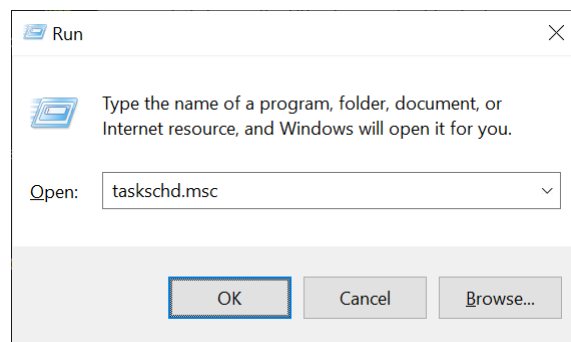 Run
Type the name of a program, folder, document, or
Internet resource, and Windows will open it for you.
Open: taskschd.msc
OK Cancel Browse...